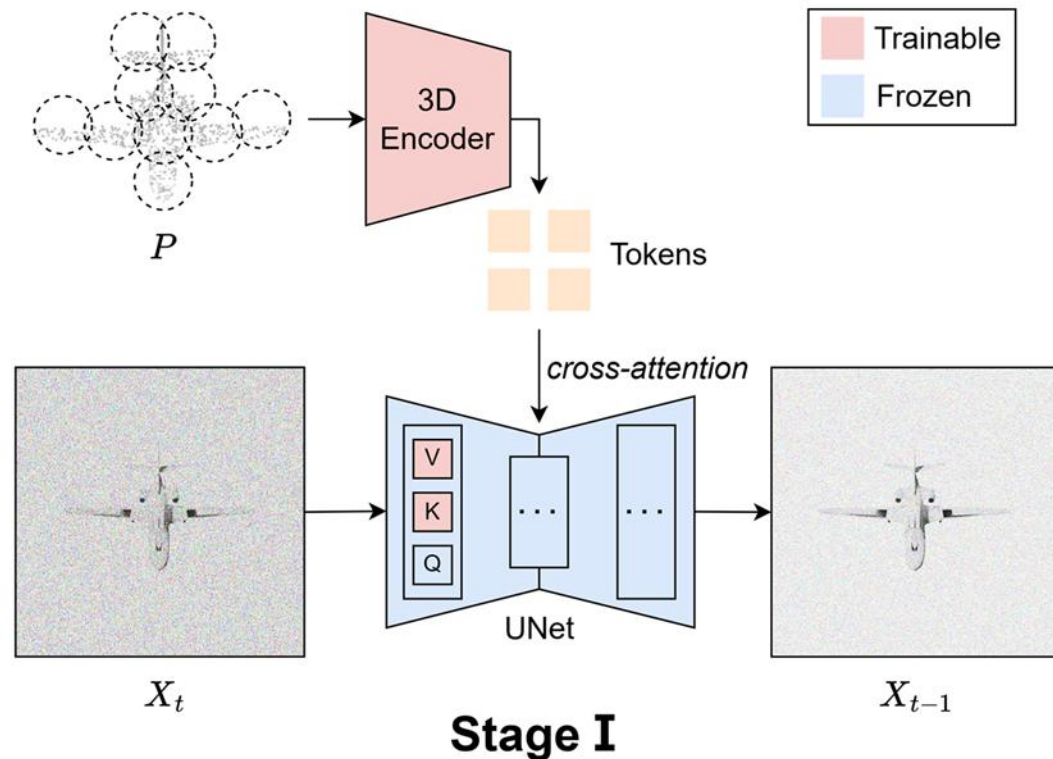 Trainable
Frozen
3D
Encoder
P
Tokens
cross-attention
V
K
Q
...
...
UNet
X_t
X_{t-1}
Stage I